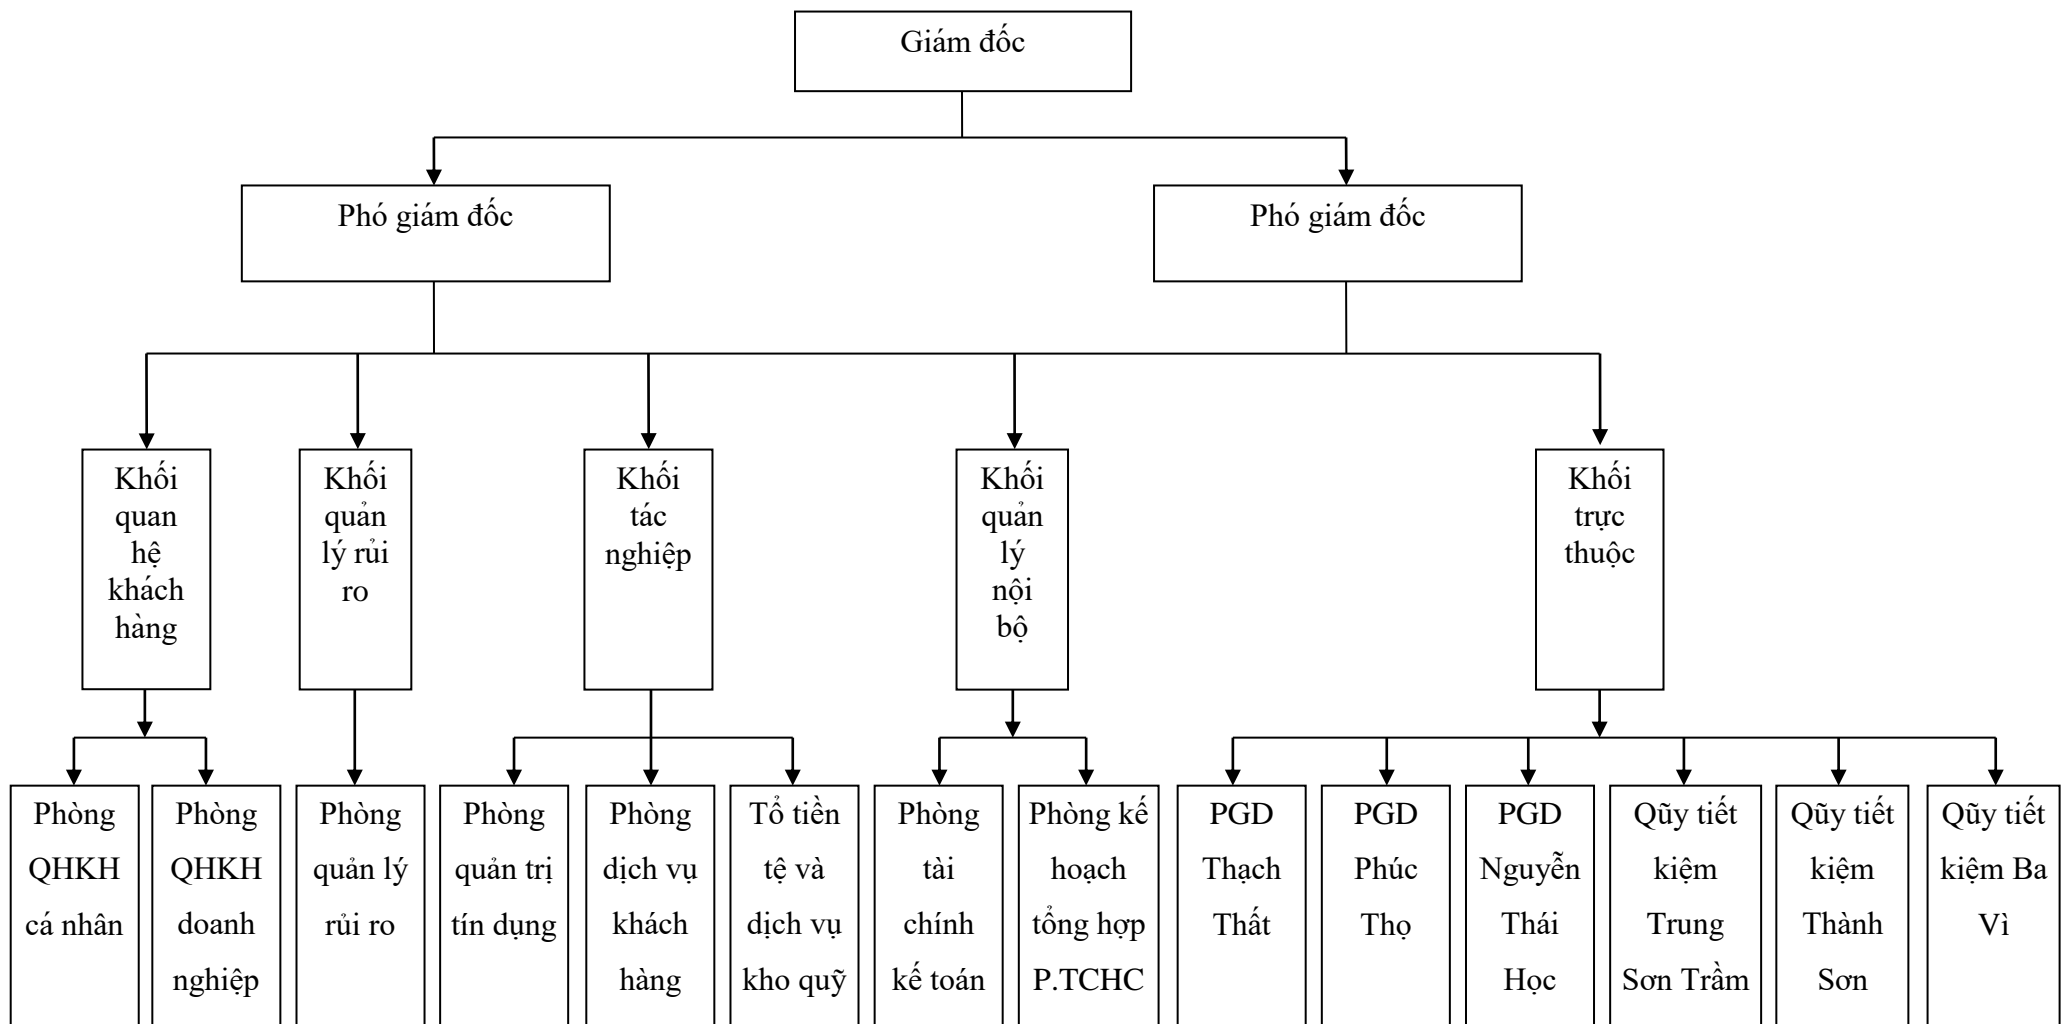 Giám đốc
Phó giám đốc
Phó giám đốc
Khối
quan
hệ
khách
hàng
Khối
quản
lý rủi
ro
Khối
tác
nghiệp
Khối
quản
lý
nội
bộ
Khối
trực
thuộc
Phòng
QHKH
cá nhân
Phòng
QHKH
doanh
nghiệp
Phòng
quản lý
rủi ro
Phòng
quản trị
tín dụng
Phòng
dịch vụ
khách
hàng
Tổ tiền
tệ và
dịch vụ
kho quỹ
Phòng
tài
chính
kế toán
Phòng kế
hoạch
tổng hợp
P.TCHC
PGD
Thạch
Thất
PGD
Phúc
Thọ
PGD
Nguyễn
Thái
Học
Qũy tiết
kiệm
Trung
Sơn Trầm
Qũy tiết
kiệm
Thành
Sơn
Qũy tiết
kiệm Ba
Vì